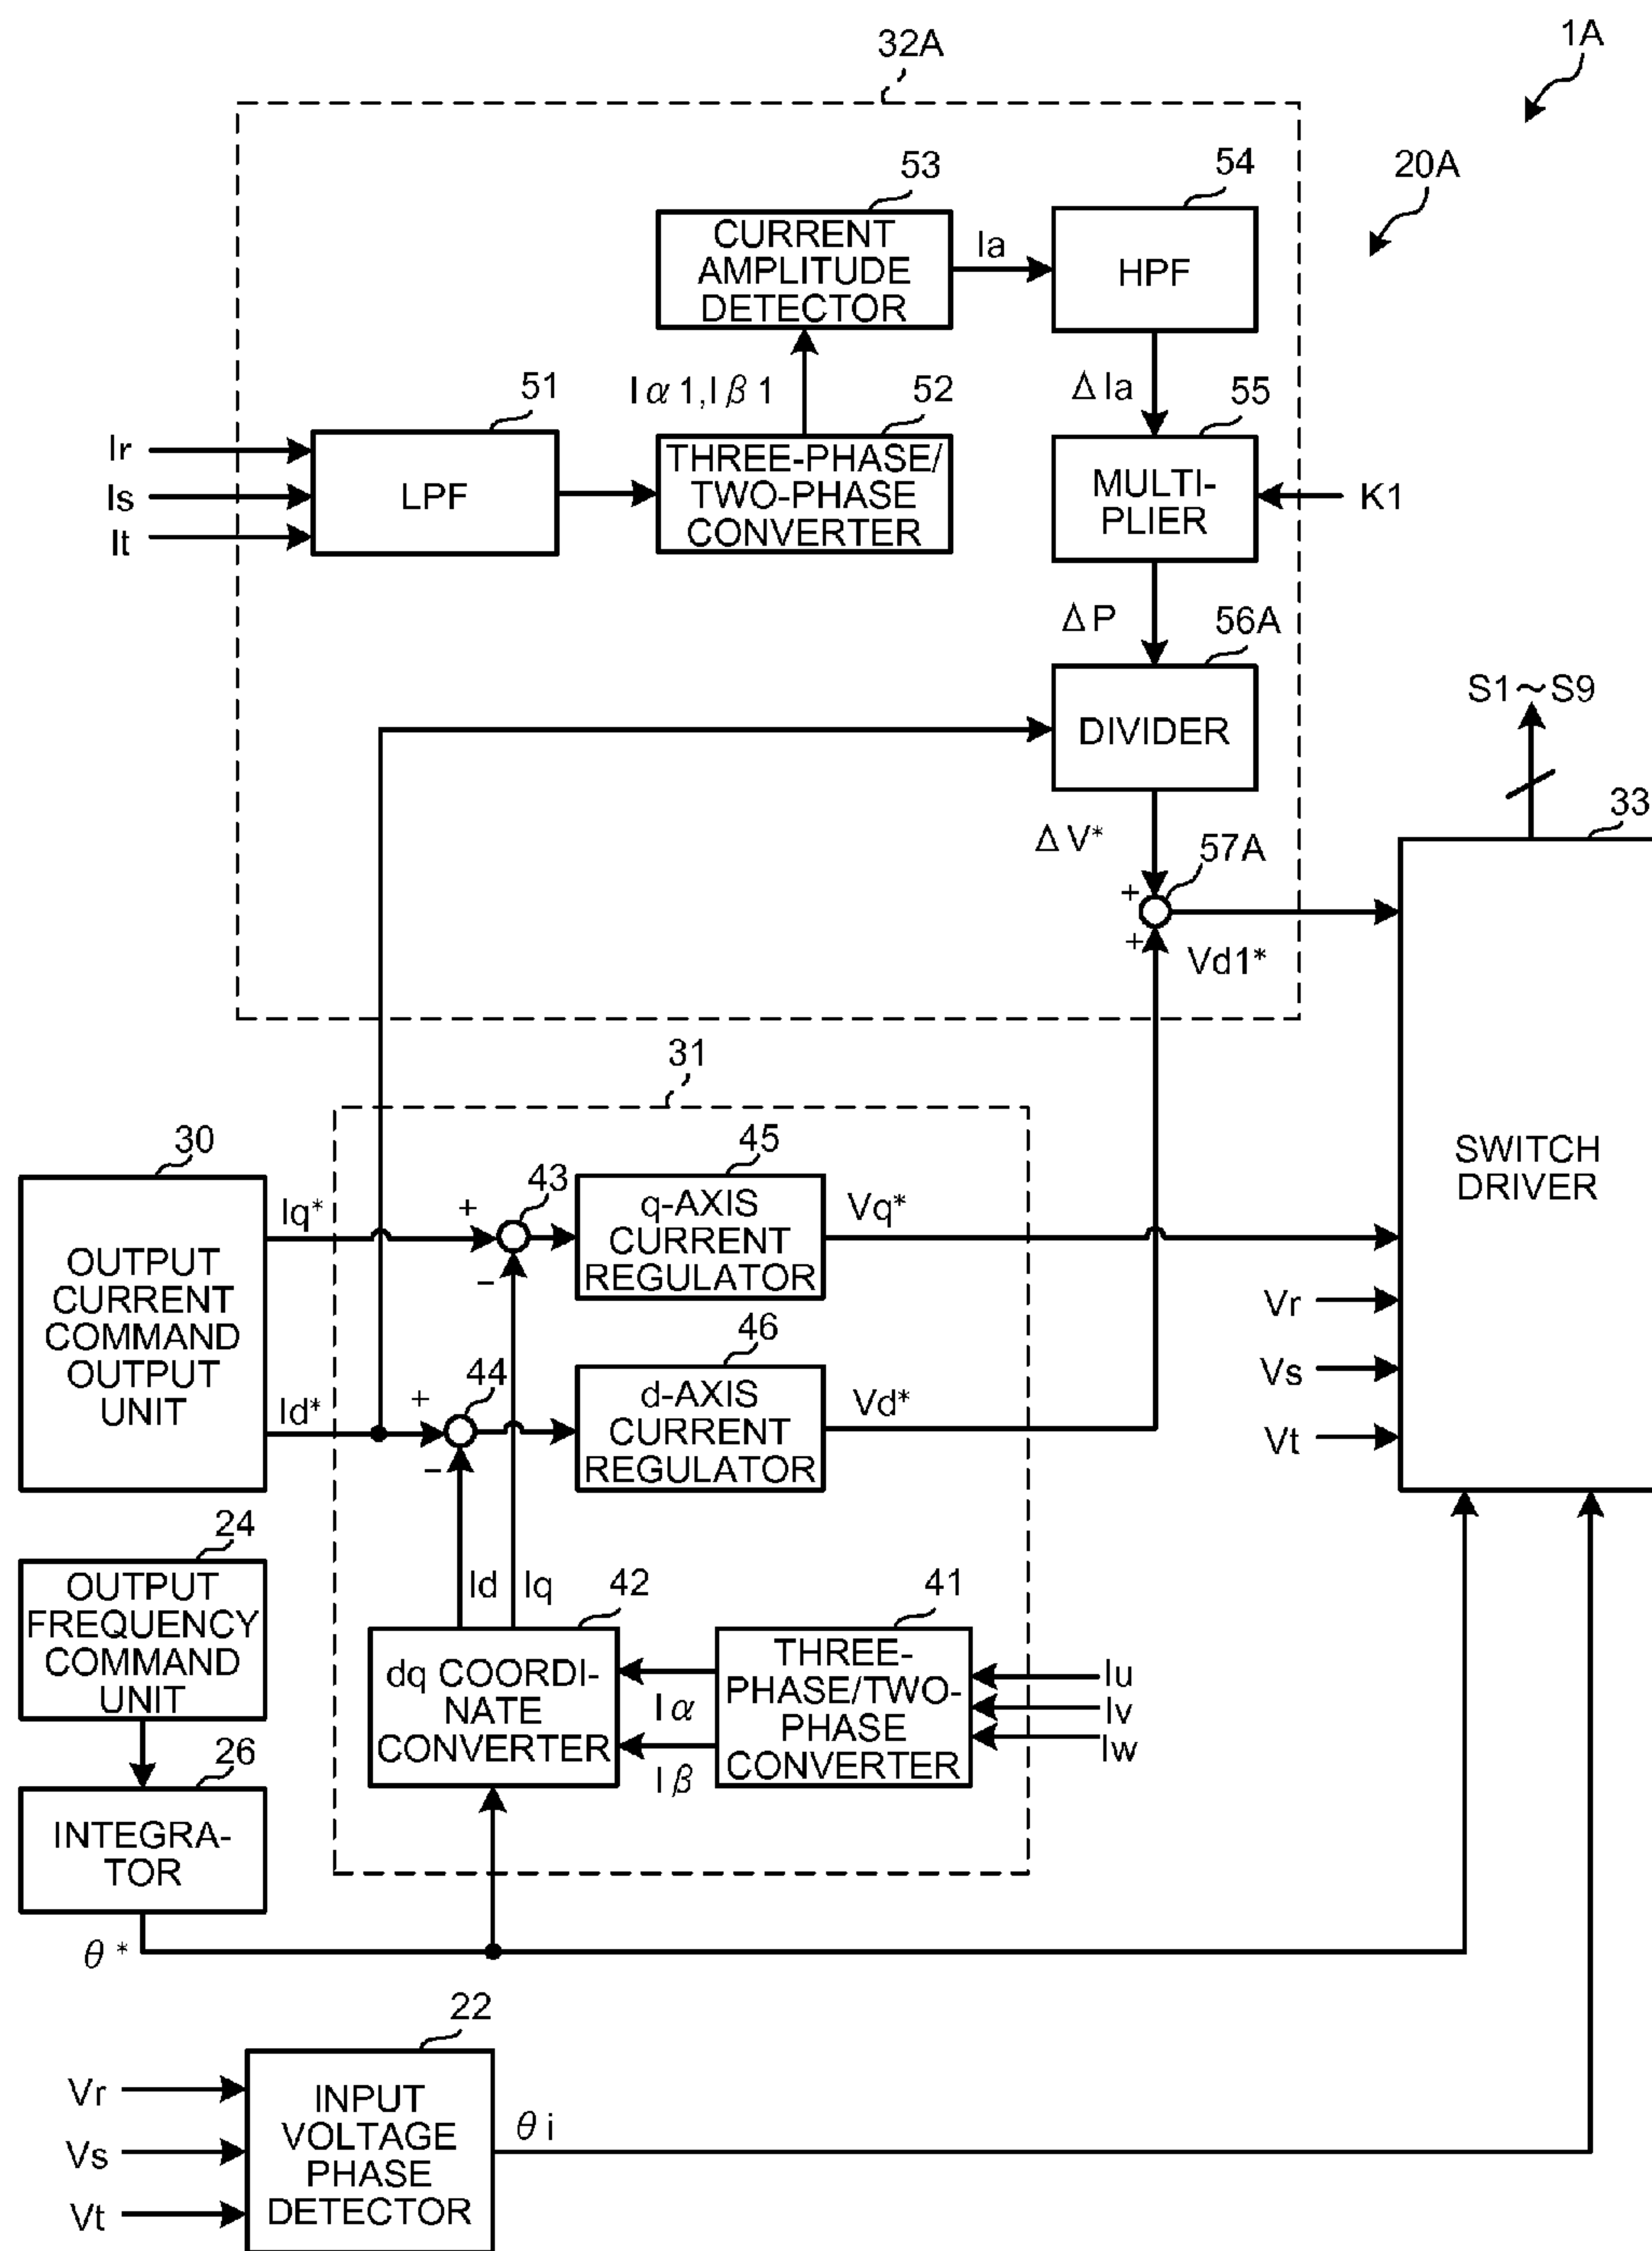 1A
32A
20A
53
54
CURRENT
AMPLITUDE
DETECTOR
Ia
HPF
51
Iα1,Iβ1
52
ΔIa
55
Ir
Is
It
LPF
THREE-PHASE/
TWO-PHASE
CONVERTER
MULTI-
PLIER
K1
ΔP
56A
DIVIDER
S1~S9
ΔV*
57A
33
+
+
Vd1*
31
30
OUTPUT
CURRENT
COMMAND
OUTPUT
UNIT
Iq*
+
43
−
45
q-AXIS
CURRENT
REGULATOR
Vq*
SWITCH
DRIVER
Id*
+
44
−
46
d-AXIS
CURRENT
REGULATOR
Vd*
Vr
Vs
Vt
24
OUTPUT
FREQUENCY
COMMAND
UNIT
Id
Iq
42
dq COORDI-
NATE
CONVERTER
Iα
Iβ
41
THREE-
PHASE/TWO-
PHASE
CONVERTER
Iu
Iv
Iw
26
INTEGRA-
TOR
θ*
22
Vr
Vs
Vt
INPUT
VOLTAGE
PHASE
DETECTOR
θi